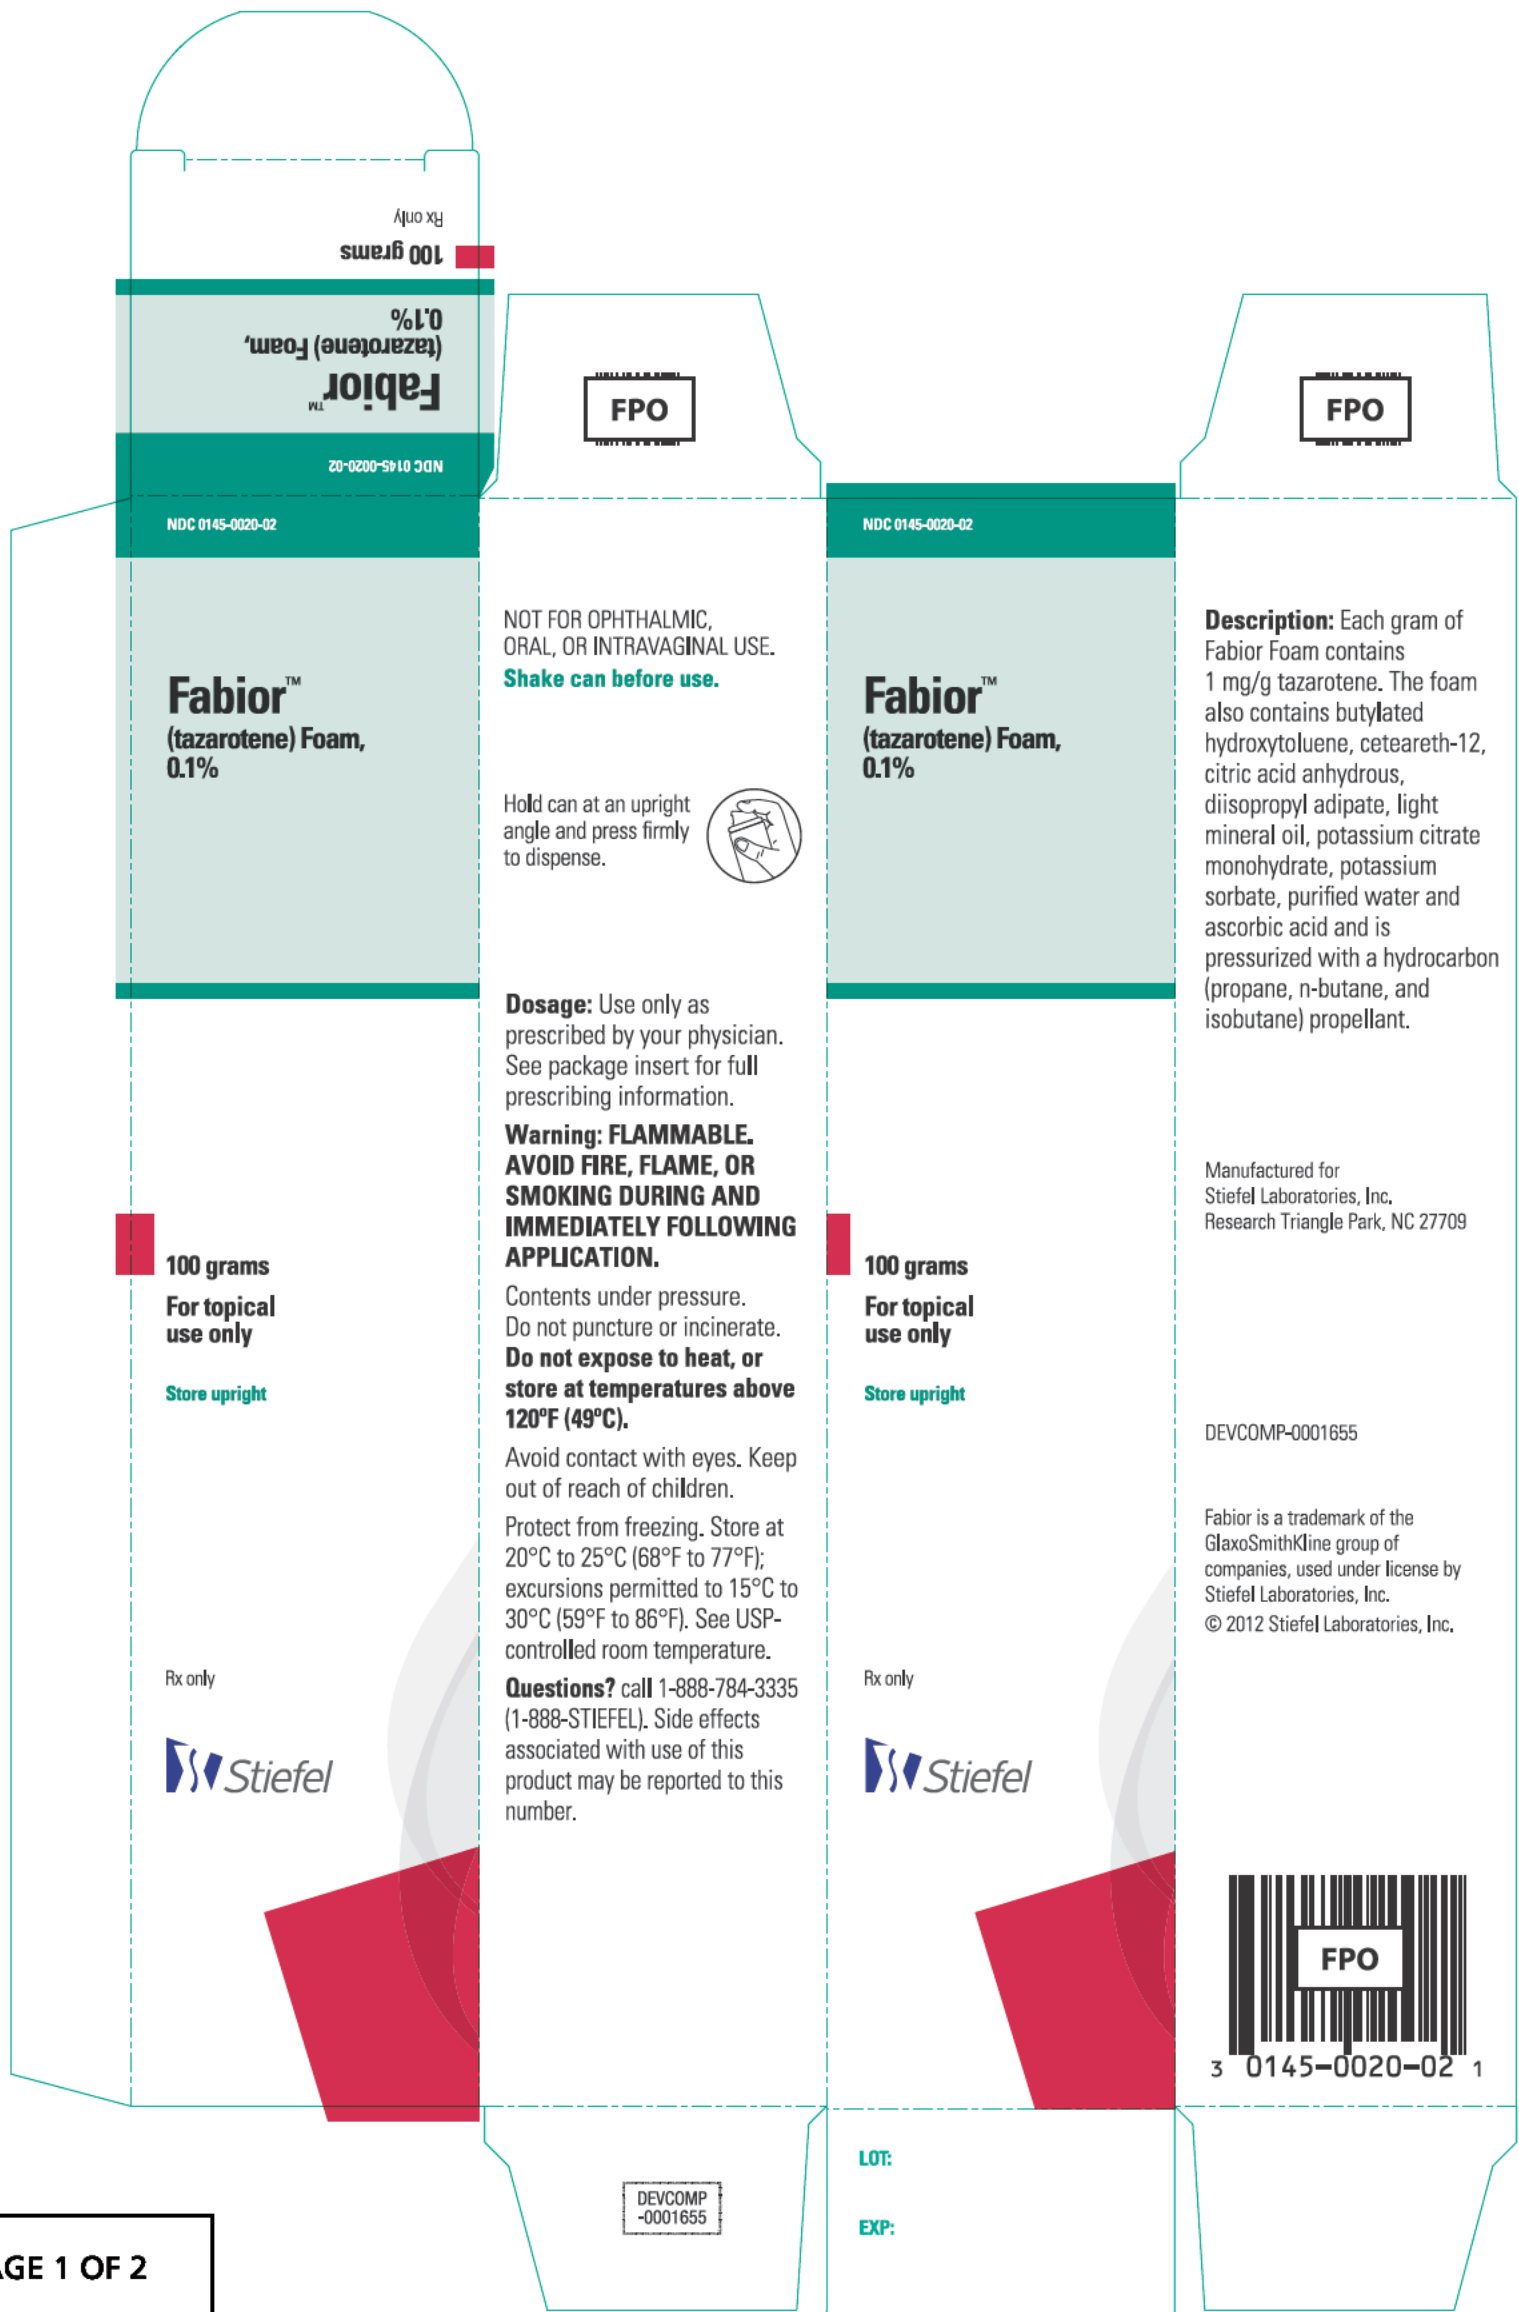 Rx only
100 grams
Fabior™
(tazarotene) Foam,
0.1%
NDC 0145-0020-02
FPO
FPO
NDC 0145-0020-02
Fabior™
(tazarotene) Foam,
0.1%
100 grams
For topical
use only
Store upright
Rx only
Stiefel
NOT FOR OPHTHALMIC,
ORAL, OR INTRAVAGINAL USE.
Shake can before use.
Hold can at an upright
angle and press firmly
to dispense.
Dosage: Use only as
prescribed by your physician.
See package insert for full
prescribing information.
Warning: FLAMMABLE.
AVOID FIRE, FLAME, OR
SMOKING DURING AND
IMMEDIATELY FOLLOWING
APPLICATION.
Contents under pressure.
Do not puncture or incinerate.
Do not expose to heat, or
store at temperatures above
120ºF (49ºC).
Avoid contact with eyes. Keep
out of reach of children.
Protect from freezing. Store at
20°C to 25°C (68°F to 77°F);
excursions permitted to 15°C to
30°C (59°F to 86°F). See USP-
controlled room temperature.
Questions? call 1-888-784-3335
(1-888-STIEFEL). Side effects
associated with use of this
product may be reported to this
number.
NDC 0145-0020-02
Fabior™
(tazarotene) Foam,
0.1%
100 grams
For topical
use only
Store upright
Rx only
Stiefel
Description: Each gram of
Fabior Foam contains
1 mg/g tazarotene. The foam
also contains butylated
hydroxytoluene, ceteareth-12,
citric acid anhydrous,
diisopropyl adipate, light
mineral oil, potassium citrate
monohydrate, potassium
sorbate, purified water and
ascorbic acid and is
pressurized with a hydrocarbon
(propane, n-butane, and
isobutane) propellant.
Manufactured for
Stiefel Laboratories, Inc.
Research Triangle Park, NC 27709
DEVCOMP-0001655
Fabior is a trademark of the
GlaxoSmithKline group of
companies, used under license by
Stiefel Laboratories, Inc.
© 2012 Stiefel Laboratories, Inc.
FPO
3 0145-0020-02 1
DEVCOMP
-0001655
LOT:
EXP:
AGE 1 OF 2